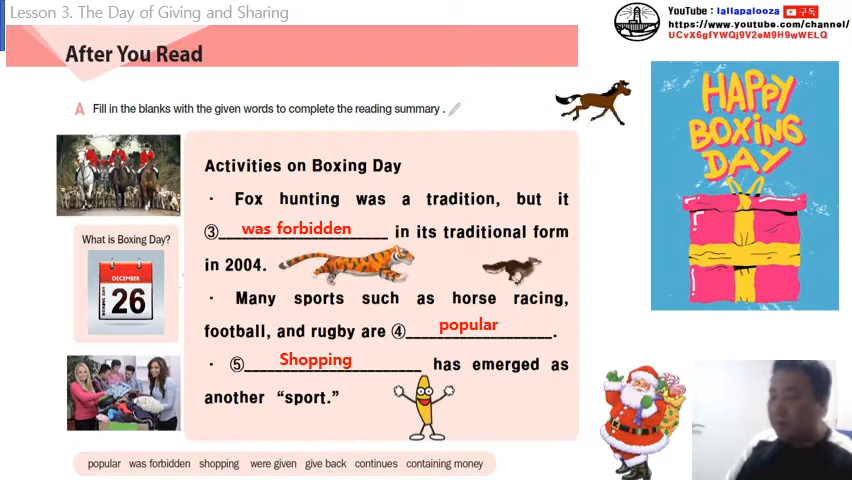 Lesson 3. The Day of Giving and Sharing
YouTube : lallapalooza 구독
https://www.youtube.com/channel/
UCvX6gfYWQj9V2eM9H9wWELQ
After You Read
A Fill in the blanks with the given words to complete the reading summary .
Activities on Boxing Day
· Fox hunting was a tradition, but it
③ was forbidden in its traditional form
in 2004.
· Many sports such as horse racing,
football, and rugby are ④ popular .
· ⑤ Shopping has emerged as
another “sport.”
What is Boxing Day?
DECEMBER
BOXING DAY
26
HAPPY
BOXING
DAY
popular was forbidden shopping were given give back continues containing money